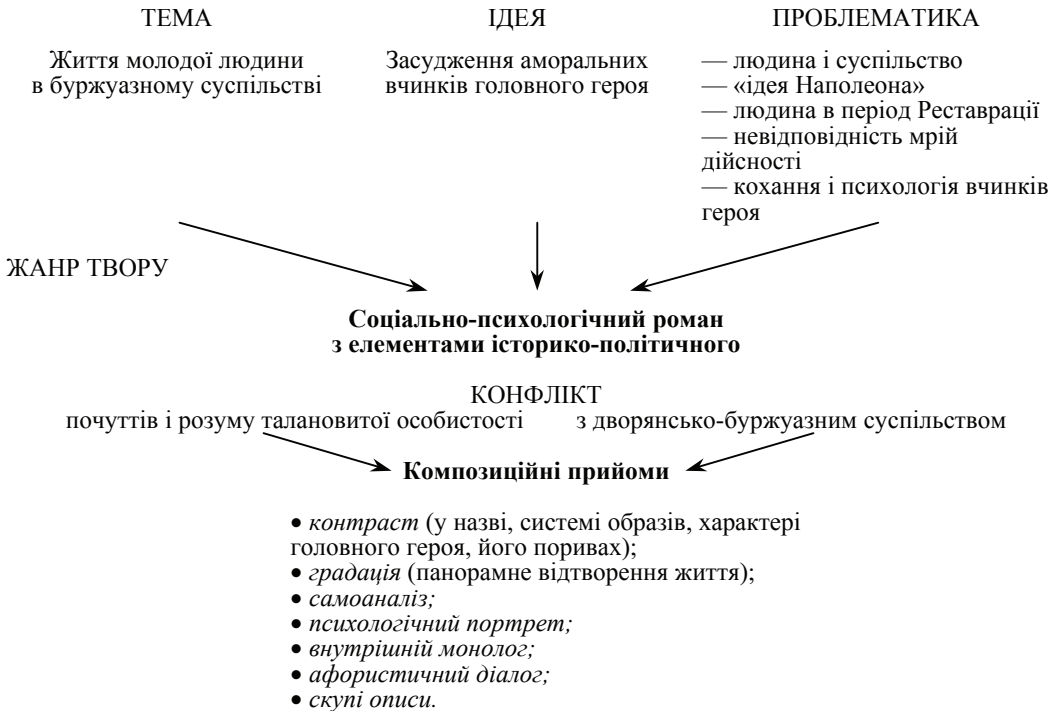 ТЕМА
Життя молодої людини
в буржуазному суспільстві
ІДЕЯ
Засудження аморальних
вчинків головного героя
ПРОБЛЕМАТИКА
— людина і суспільство
— «ідея Наполеона»
— людина в період Реставрації
— невідповідність мрій
дійсності
— кохання і психологія вчинків
героя
ЖАНР ТВОРУ
Соціально-психологічний роман
з елементами історико-політичного
КОНФЛІКТ
почуттів і розуму талановитої особистості з дворянсько-буржуазним суспільством
Композиційні прийоми
• контраст (у назві, системі образів, характері
головного героя, його поривах);
• градація (панорамне відтворення життя);
• самоаналіз;
• психологічний портрет;
• внутрішній монолог;
• афористичний діалог;
• скупі описи.